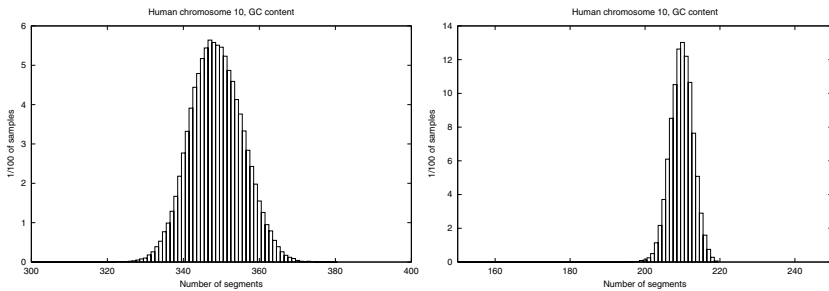 Human chromosome 10, GC content
6
5
4
3
2
1
0
1/100 of samples
300 320 340 360 380 400
Number of segments
Human chromosome 10, GC content
14
12
10
8
6
4
2
0
1/100 of samples
160 180 200 220 240
Number of segments